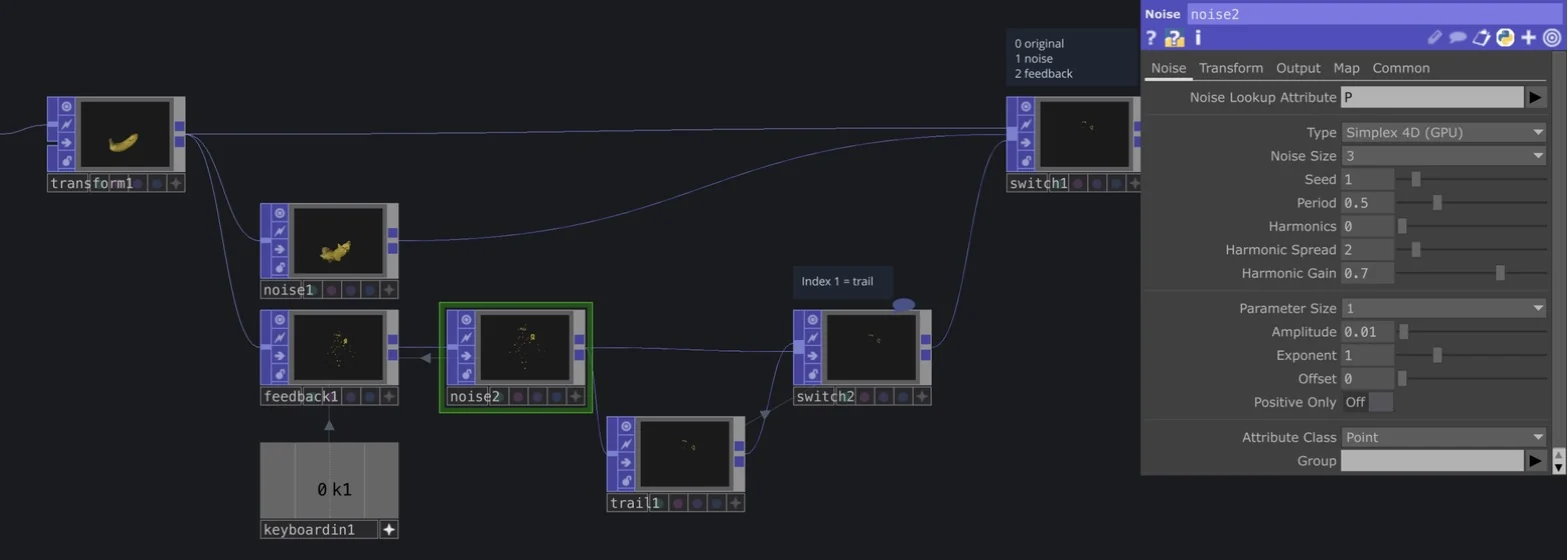 0 original
1 noise
2 feedback
transform1
switch1
noise1
Index 1 = trail
feedback1
noise2
switch2
trail1
0 k1
keyboardin1
Noise noise2
? ? i
Noise Transform Output Map Common
Noise Lookup Attribute P
Type Simplex 4D (GPU)
Noise Size 3
Seed 1
Period 0.5
Harmonics 0
Harmonic Spread 2
Harmonic Gain 0.7
Parameter Size 1
Amplitude 0.01
Exponent 1
Offset 0
Positive Only Off
Attribute Class Point
Group